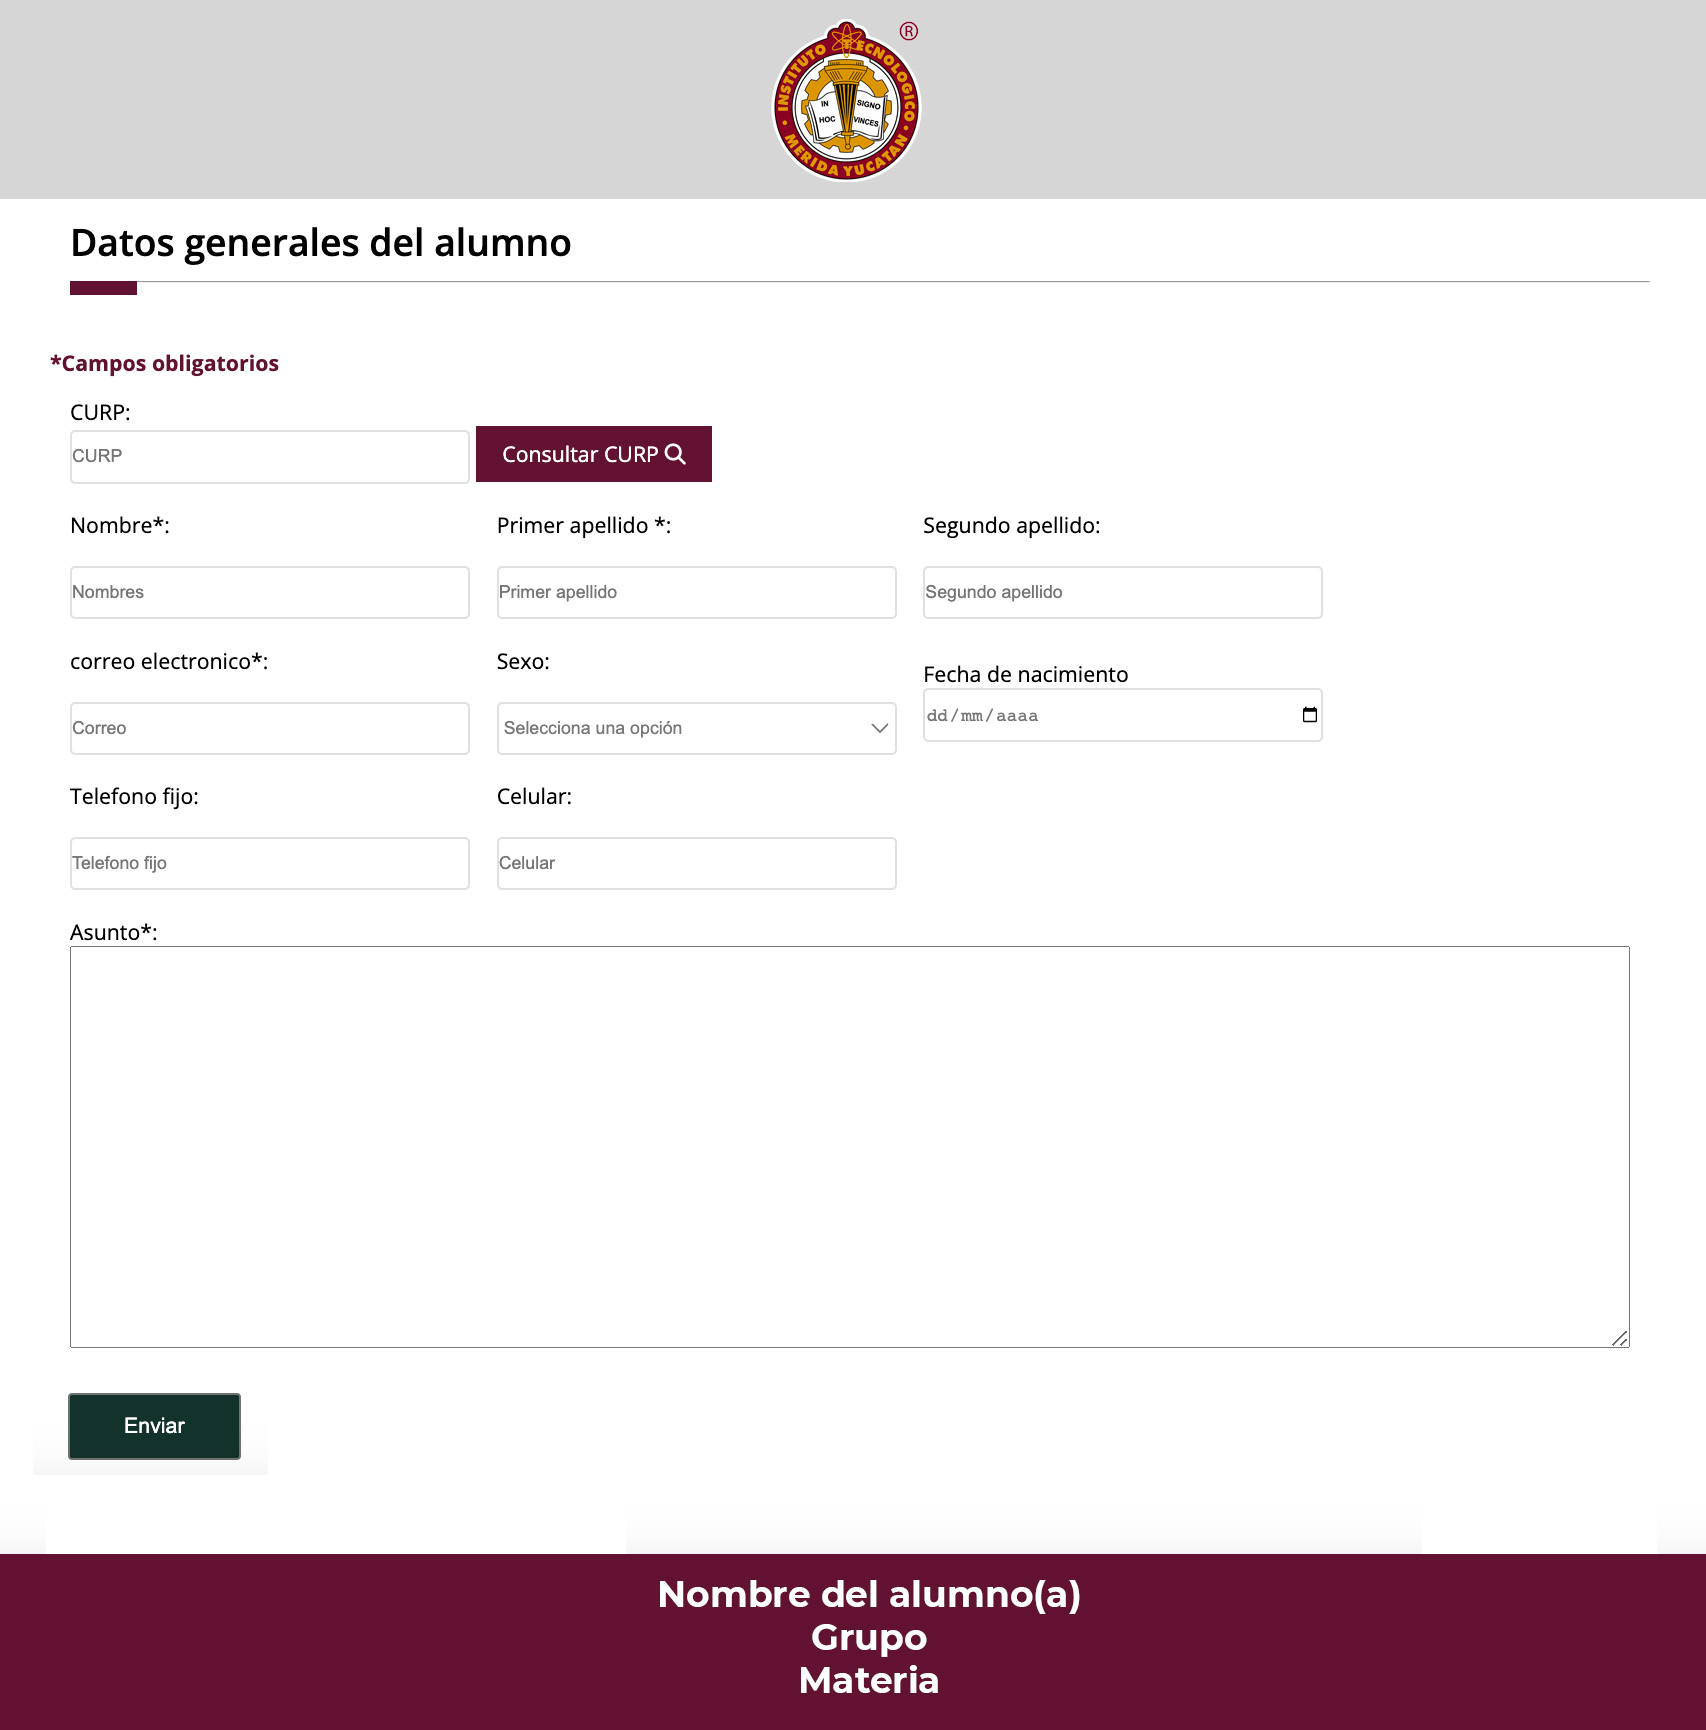 ®
INSTITUTO TECNOLOGICO
IN SIGNO
HOC VINCES
• MERIDA YUCATAN •
Datos generales del alumno
*Campos obligatorios
CURP:
CURP Consultar CURP
Nombre*: Primer apellido *: Segundo apellido:
Nombres Primer apellido Segundo apellido
correo electronico*: Sexo: Fecha de nacimiento
Correo Selecciona una opción dd/mm/aaaa
Telefono fijo: Celular:
Telefono fijo Celular
Asunto*:
Enviar
Nombre del alumno(a)
Grupo
Materia